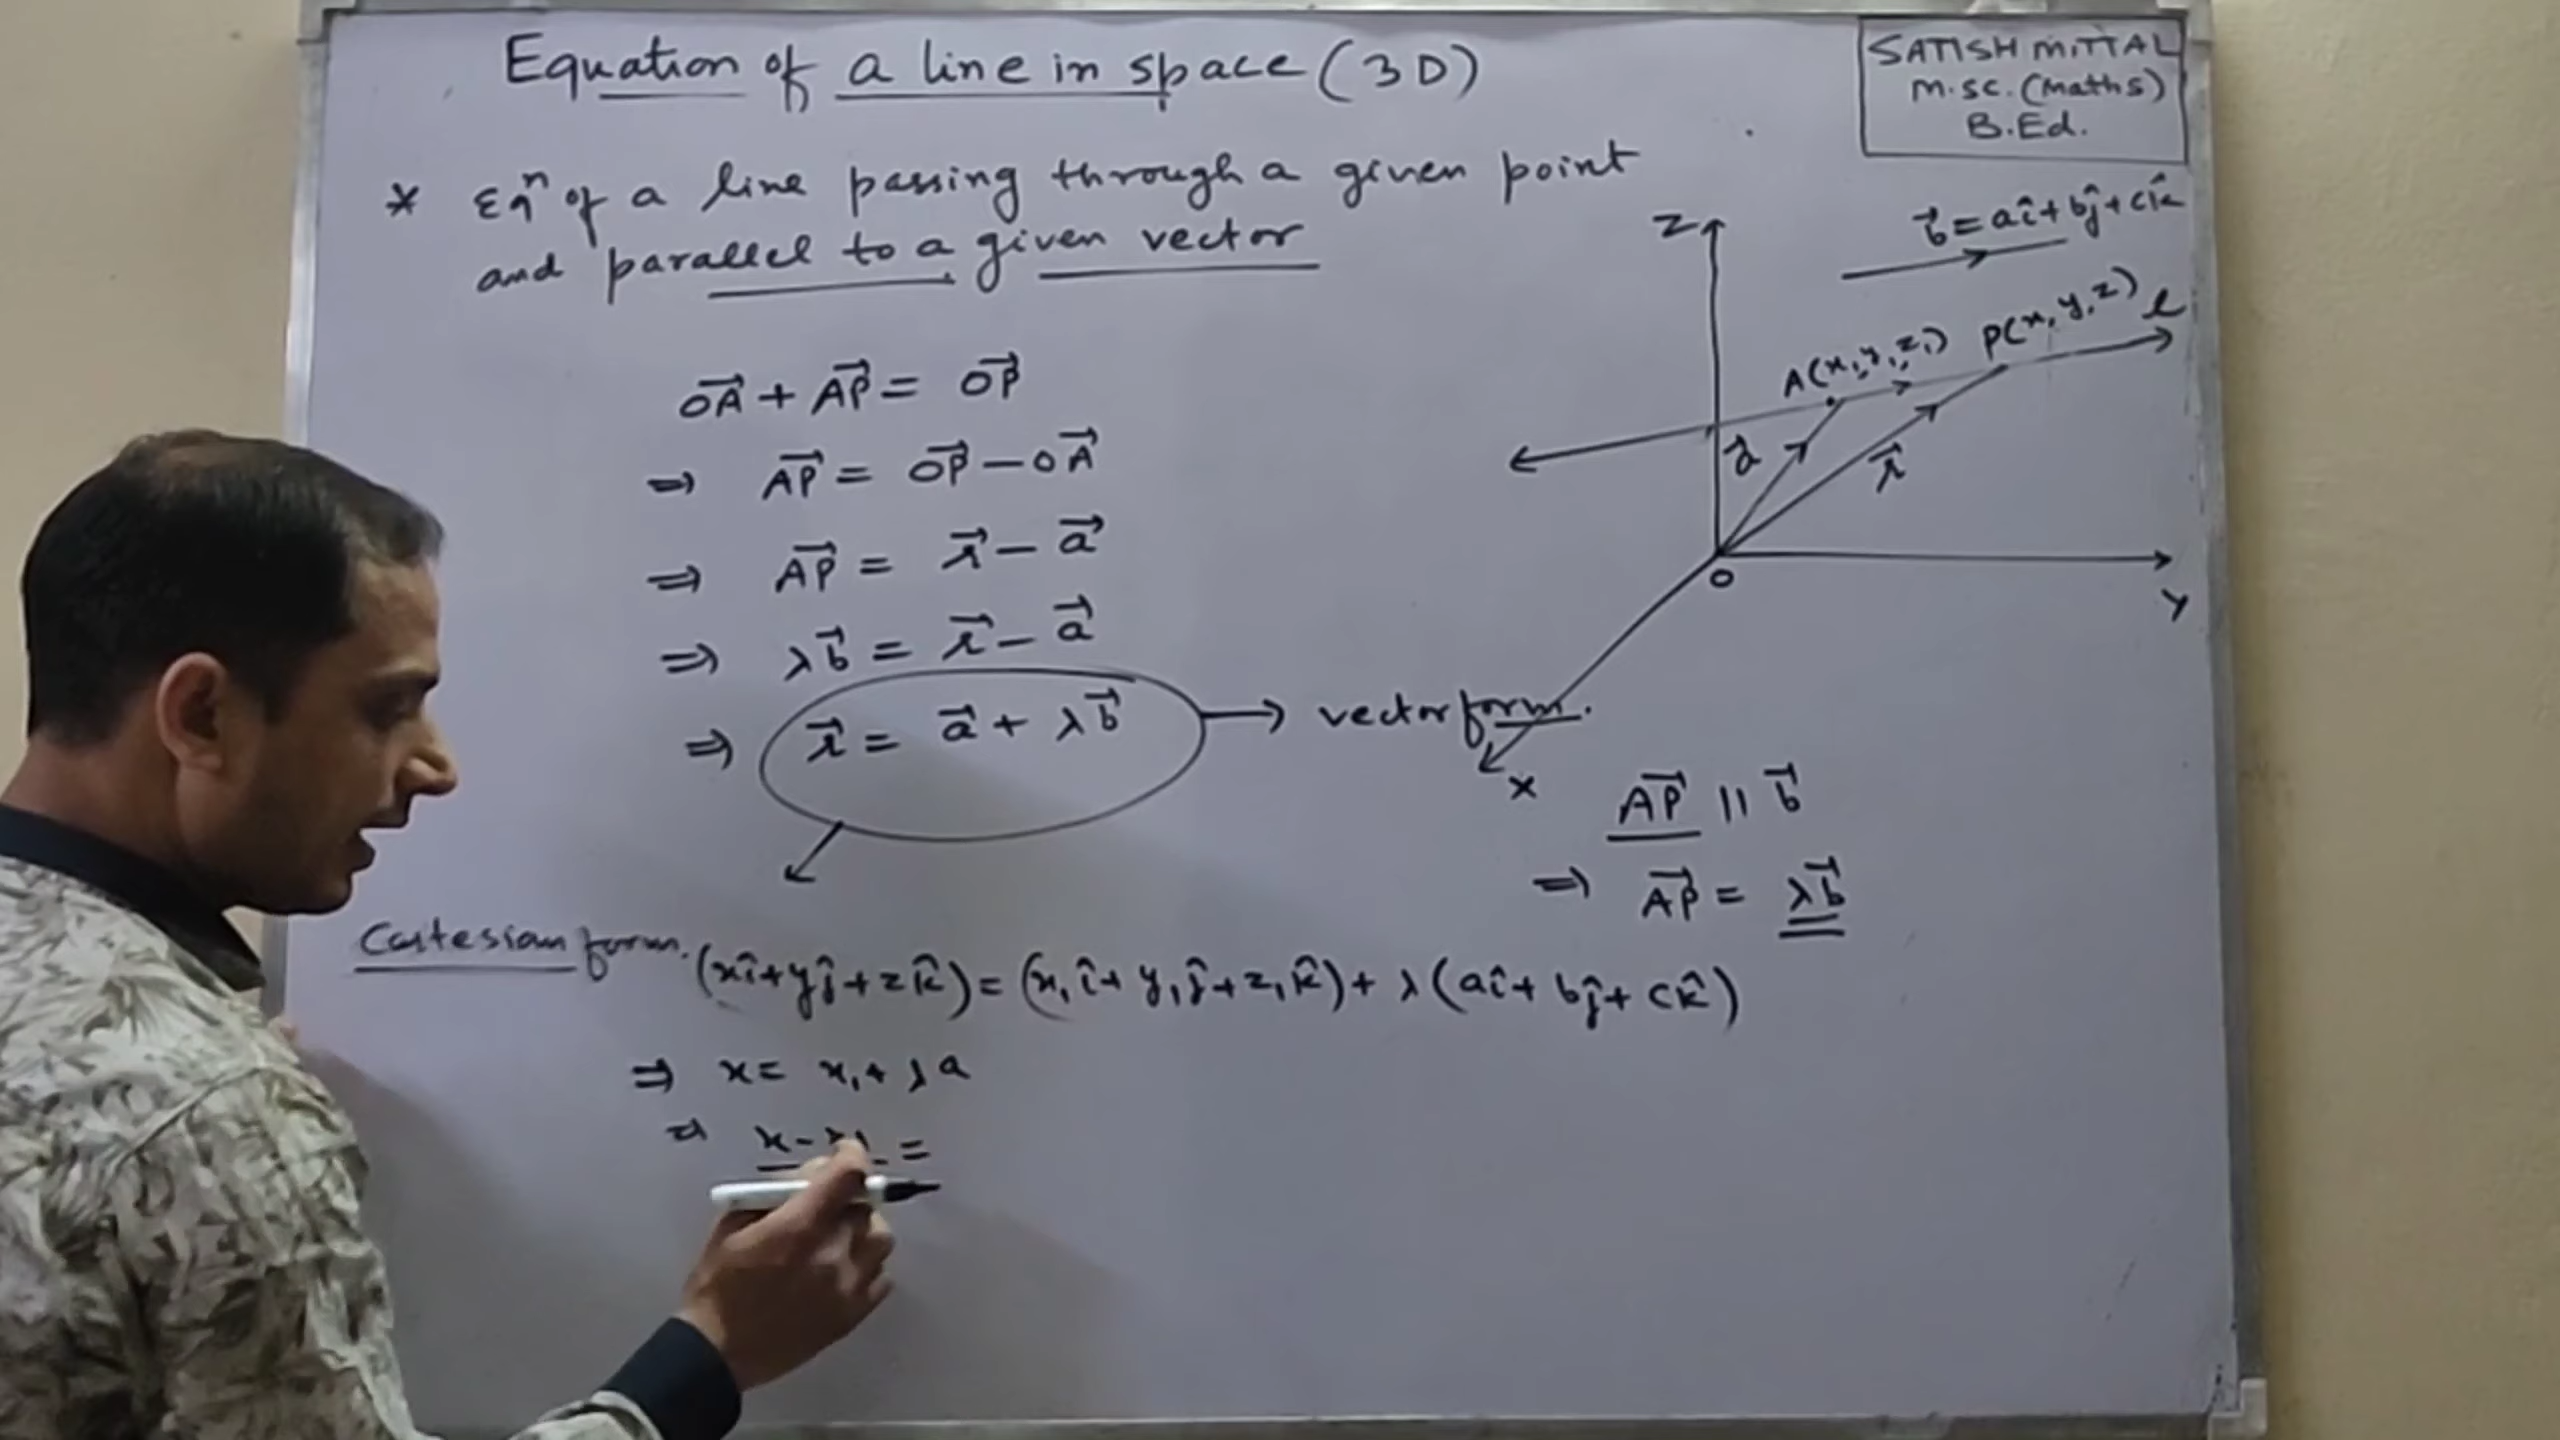 Equation of a line in space (3D)
SATISH MITTAL
M.SC. (Maths)
B.Ed.
* Eqⁿ of a line passing through a given point
and parallel to a given vector
b⃗ = aî + bĵ + ck̂
Z
A(x₁, y₁, z₁)
P(x, y, z)
l
a⃗
r⃗
O
Y
X
OA⃗ + AP⃗ = OP⃗
⇒ AP⃗ = OP⃗ − OA⃗
⇒ AP⃗ = r⃗ − a⃗
⇒ λb⃗ = r⃗ − a⃗
⇒ r⃗ = a⃗ + λb⃗ → vector form.
AP⃗ || b⃗
⇒ AP⃗ = λb⃗
Cartesian form.
(xî + yĵ + zk̂) = (x₁î + y₁ĵ + z₁k̂) + λ(aî + bĵ + ck̂)
⇒ x = x₁ + λa
⇒ x − x₁ =